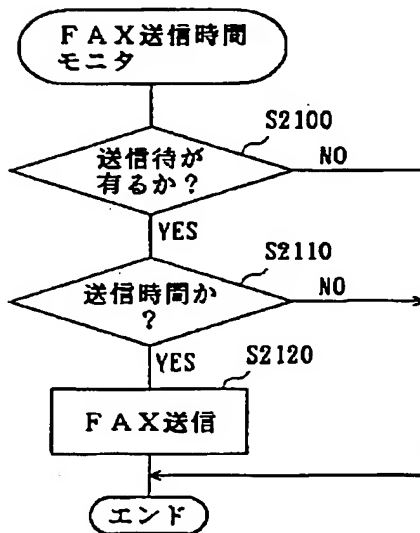 FAX送信時間
モニタ
S2100
送信待が
有るか?
NO
YES
S2110
送信時間か
?
NO
YES
S2120
FAX送信
エンド